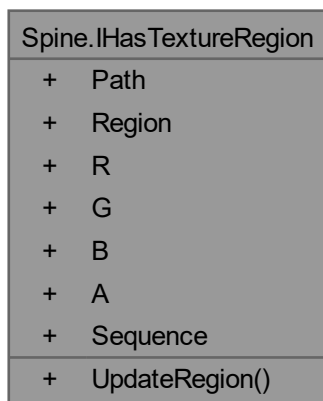 Spine.IHasTextureRegion
+ Path
+ Region
+ R
+ G
+ B
+ A
+ Sequence
+ UpdateRegion()